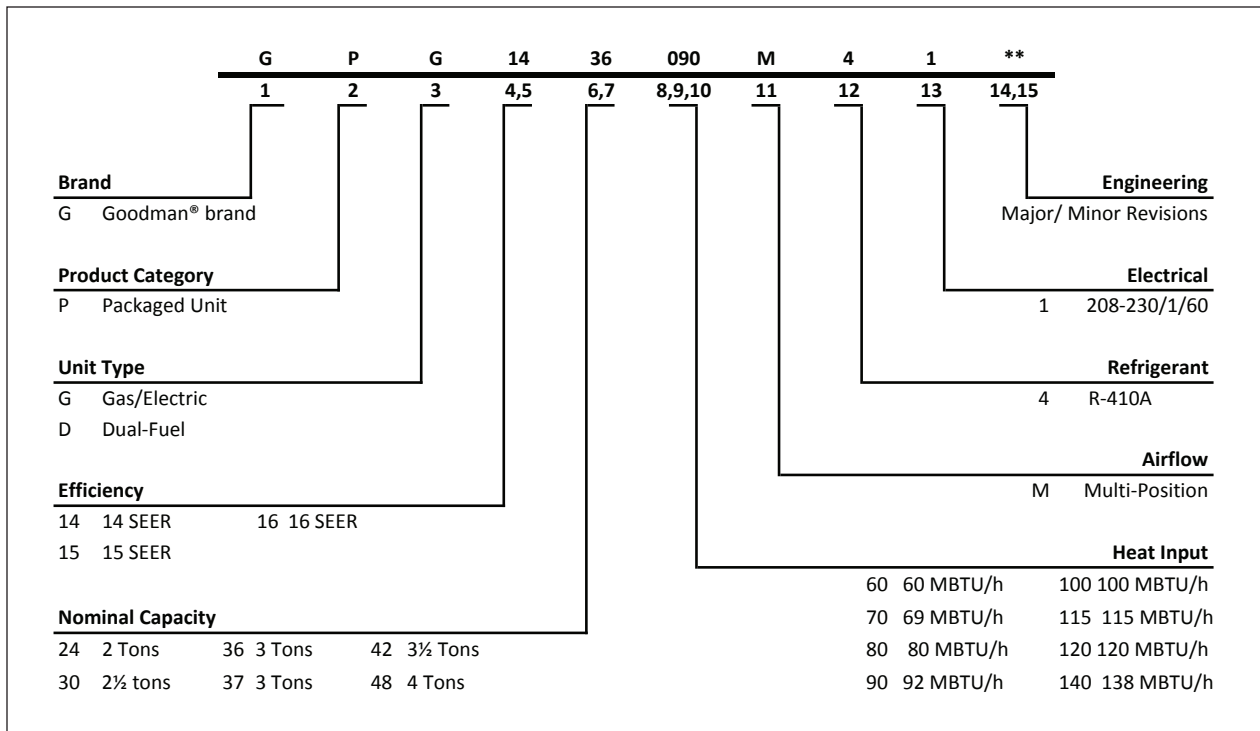 G P G 14 36 090 M 4 1 **
1 2 3 4,5 6,7 8,9,10 11 12 13 14,15
Brand
G Goodman® brand
Product Category
P Packaged Unit
Unit Type
G Gas/Electric
D Dual-Fuel
Efficiency
14 14 SEER 16 16 SEER
15 15 SEER
Nominal Capacity
24 2 Tons 36 3 Tons 42 3½ Tons
30 2½ tons 37 3 Tons 48 4 Tons
Engineering
Major/ Minor Revisions
Electrical
1 208-230/1/60
Refrigerant
4 R-410A
Airflow
M Multi-Position
Heat Input
60 60 MBTU/h 100 100 MBTU/h
70 69 MBTU/h 115 115 MBTU/h
80 80 MBTU/h 120 120 MBTU/h
90 92 MBTU/h 140 138 MBTU/h